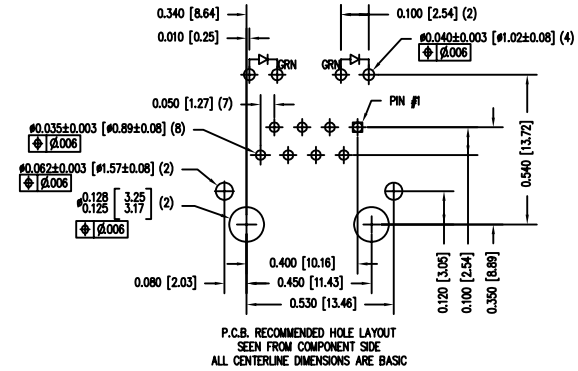 0.340 [8.64]
0.100 [2.54] (2)
0.010 [0.25]
ø0.040±0.003 [ø1.02±0.08] (4)
⌖ Ø.006
GRN
GRN
0.050 [1.27] (7)
PIN #1
ø0.035±0.003 [ø0.89±0.08] (8)
⌖ Ø.006
ø0.062±0.003 [ø1.57±0.08] (2)
⌖ Ø.006
ø0.128 [3.25] (2)
0.125 [3.17]
⌖ Ø.006
0.540 [13.72]
0.400 [10.16]
0.080 [2.03]
0.450 [11.43]
0.530 [13.46]
0.120 [3.05]
0.100 [2.54]
0.350 [8.89]
P.C.B. RECOMMENDED HOLE LAYOUT
SEEN FROM COMPONENT SIDE
ALL CENTERLINE DIMENSIONS ARE BASIC